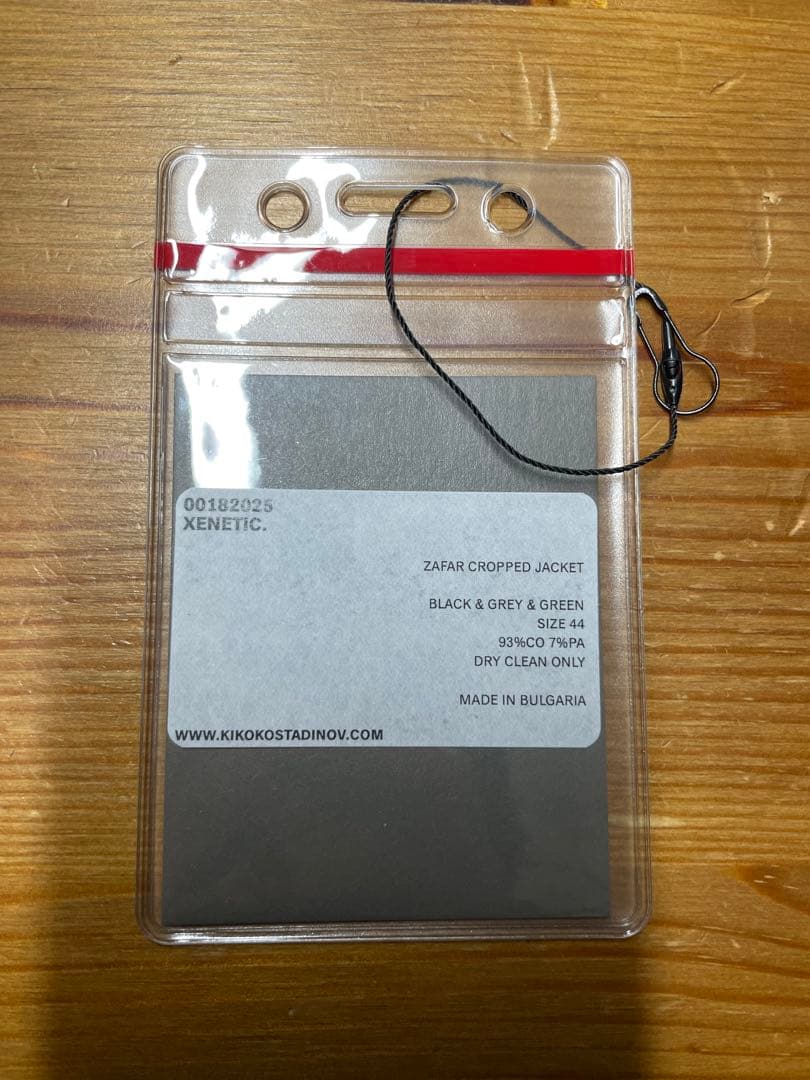 00182025
XENETIC.
ZAFAR CROPPED JACKET
BLACK & GREY & GREEN
SIZE 44
93%CO 7%PA
DRY CLEAN ONLY
MADE IN BULGARIA
WWW.KIKOKOSTADINOV.COM